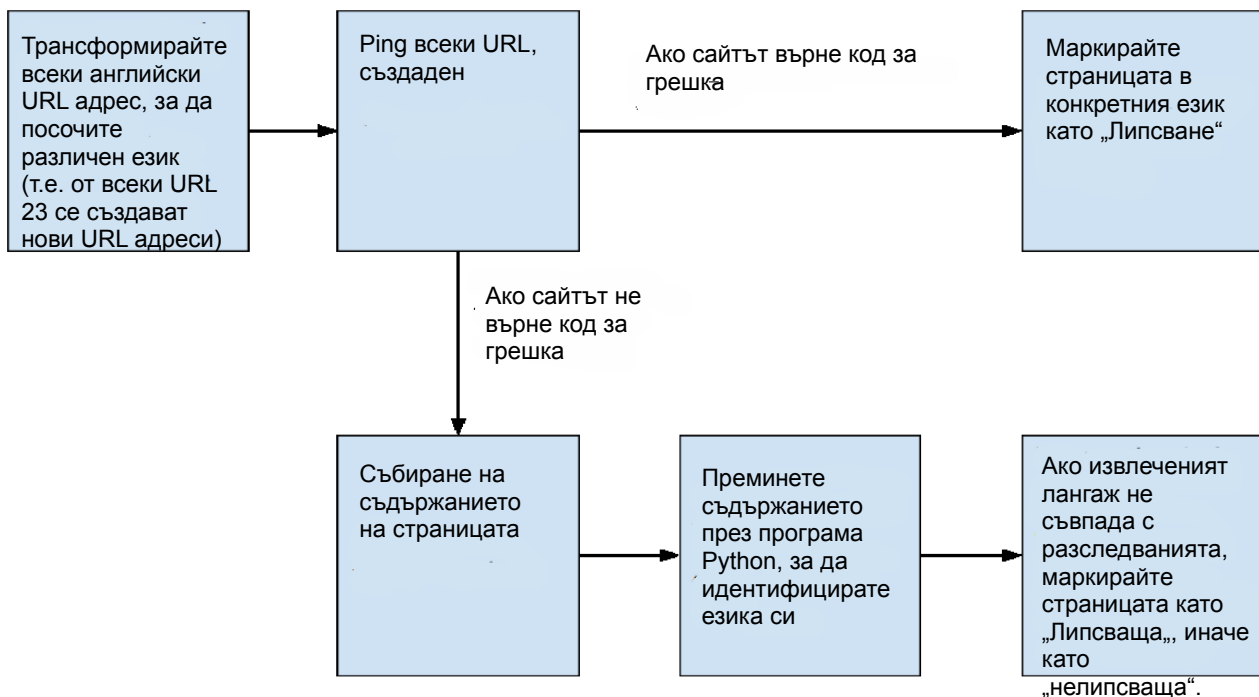 Трансформирайте
всеки английски
URL адрес, за да
посочите
различен език
(т.е. от всеки URL
23 се създават
нови URL адреси)
Ping всеки URL,
създаден
Ако сайтът върне код за
грешка
Маркирайте
страницата в
конкретния език
като „Липсване“
Ако сайтът не
върне код за
грешка
Събиране на
съдържанието
на страницата
Преминете
съдържанието
през програма
Python, за да
идентифицирате
езика си
Ако извлеченият
лангаж не
съвпада с
разследванията,
маркирайте
страницата като
„Липсваща„, иначе
като
„нелипсваща“.